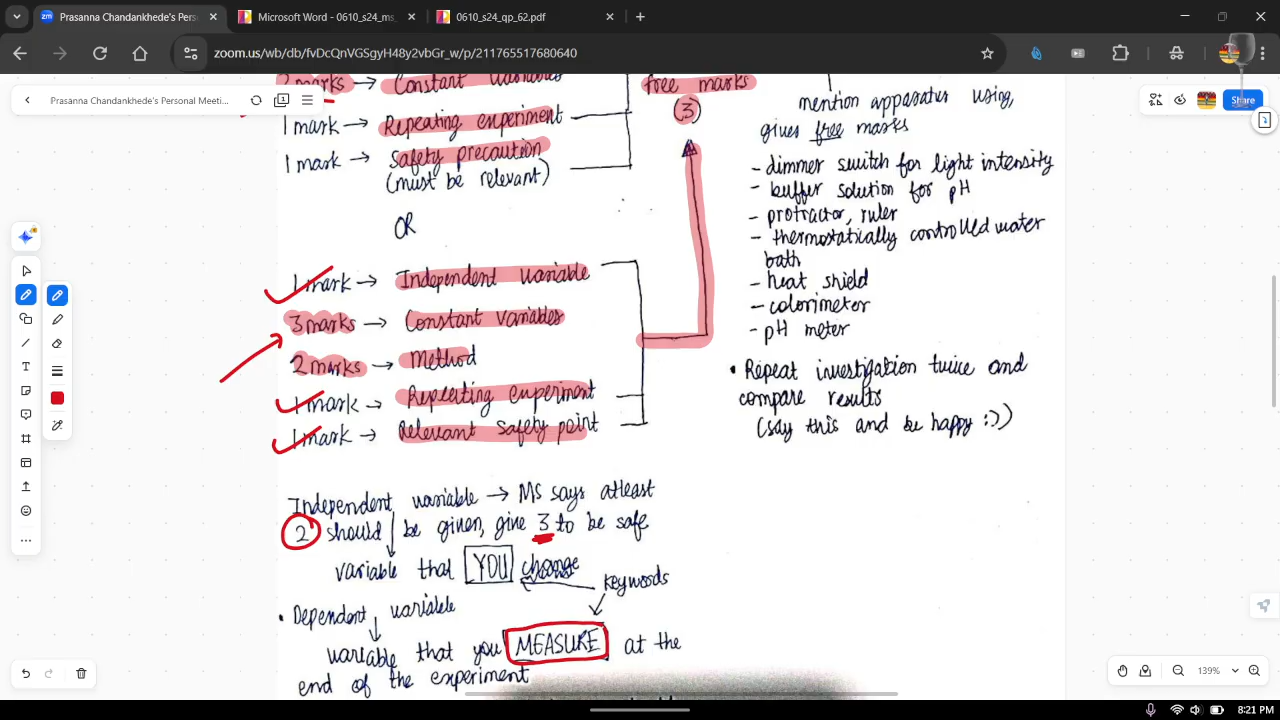 Prasanna Chandankhede's Pers
Microsoft Word - 0610_s24_ms
0610_s24_qp_62.pdf
zoom.us/wb/db/fvDcQnVGSgyH48y2vbGr_w/p/211765517680640
Prasanna Chandankhede's Personal Meeti...
Share
marks → Constant variables
1 mark → Repeating experiment
1 mark → Safety precaution
(must be relevant)
OR
1 mark → Independent variable
3 marks → Constant variables
2 marks → Method
1 mark → Repeating experiment
1 mark → Relevant safety point
free marks
(3)
Independent variable → MS says atleast
2 should be given, give 3 to be safe
variable that YOU change
keywords
• Dependent variable
variable that you MEASURE at the
end of the experiment
mention apparatus using,
gives free marks
- dimmer switch for light intensity
- buffer solution for pH
- protractor, ruler
- thermostatically controlled water
bath
- heat shield
- colorimeter
- pH meter
• Repeat investigation twice and
compare results
(say this and be happy :))
139%
8:21 PM